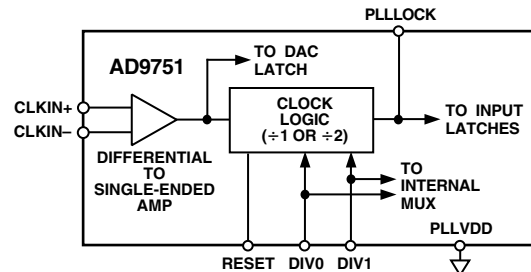 PLLLOCK
AD9751
TO DAC
LATCH
CLKIN+
CLKIN–
CLOCK
LOGIC
(÷1 OR ÷2)
TO INPUT
LATCHES
DIFFERENTIAL
TO
SINGLE-ENDED
AMP
TO
INTERNAL
MUX
PLLVDD
RESET DIV0 DIV1